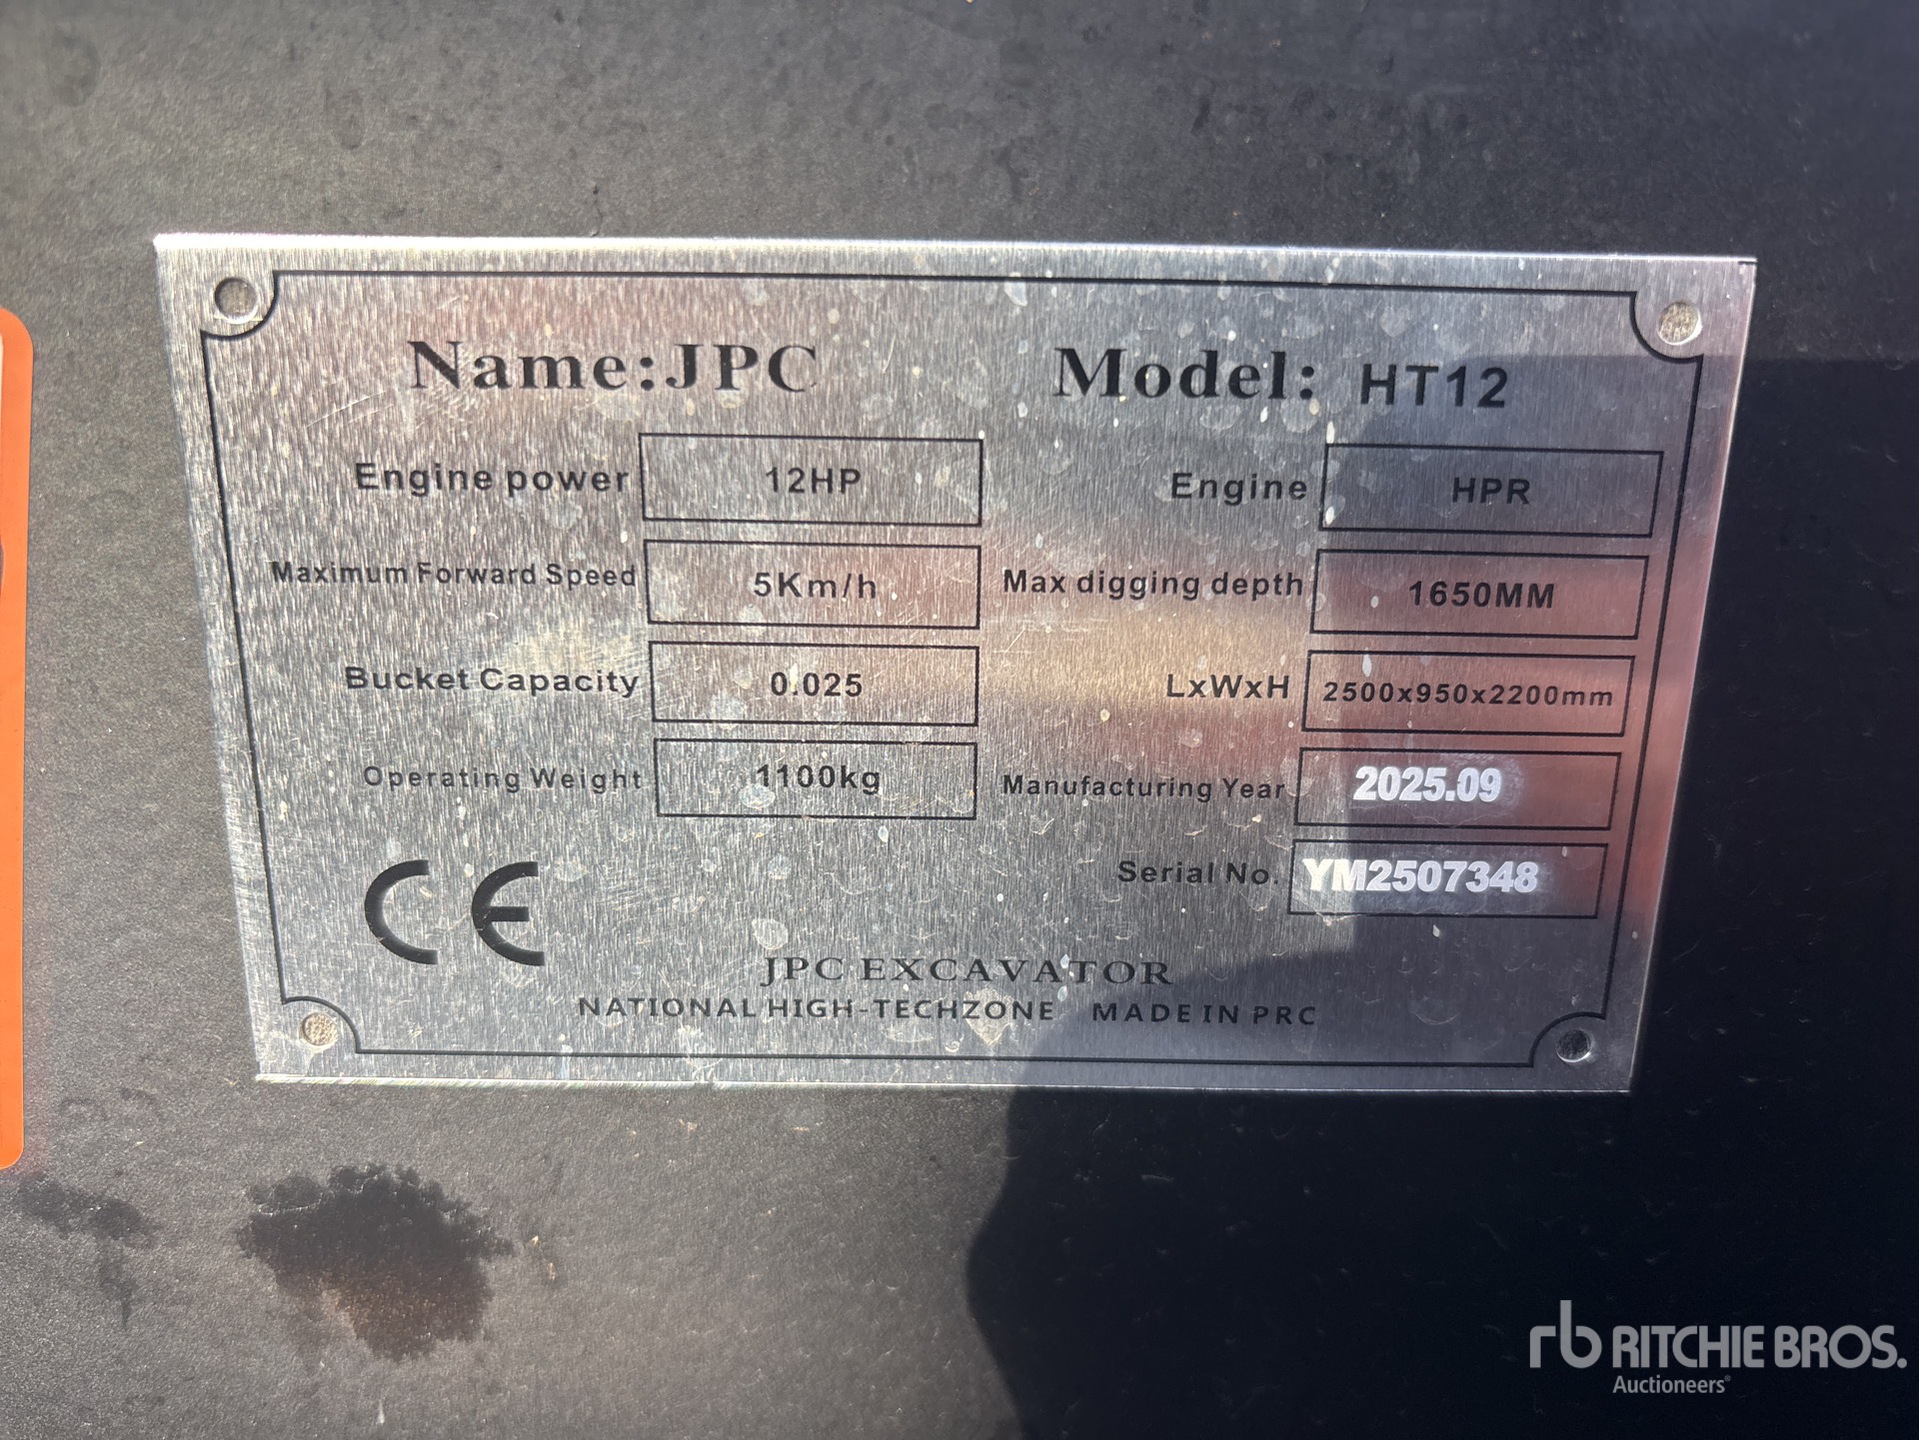 Name:JPC Model: HT12
Engine power 12HP Engine HPR
Maximum Forward Speed 5Km/h Max digging depth 1650MM
Bucket Capacity 0.025 LxWxH 2500x950x2200mm
Operating Weight 1100kg Manufacturing Year 2025.09
Serial No. YM2507348
CE
JPC EXCAVATOR
NATIONAL HIGH-TECHZONE MADE IN PRC
rb RITCHIE BROS.
Auctioneers®